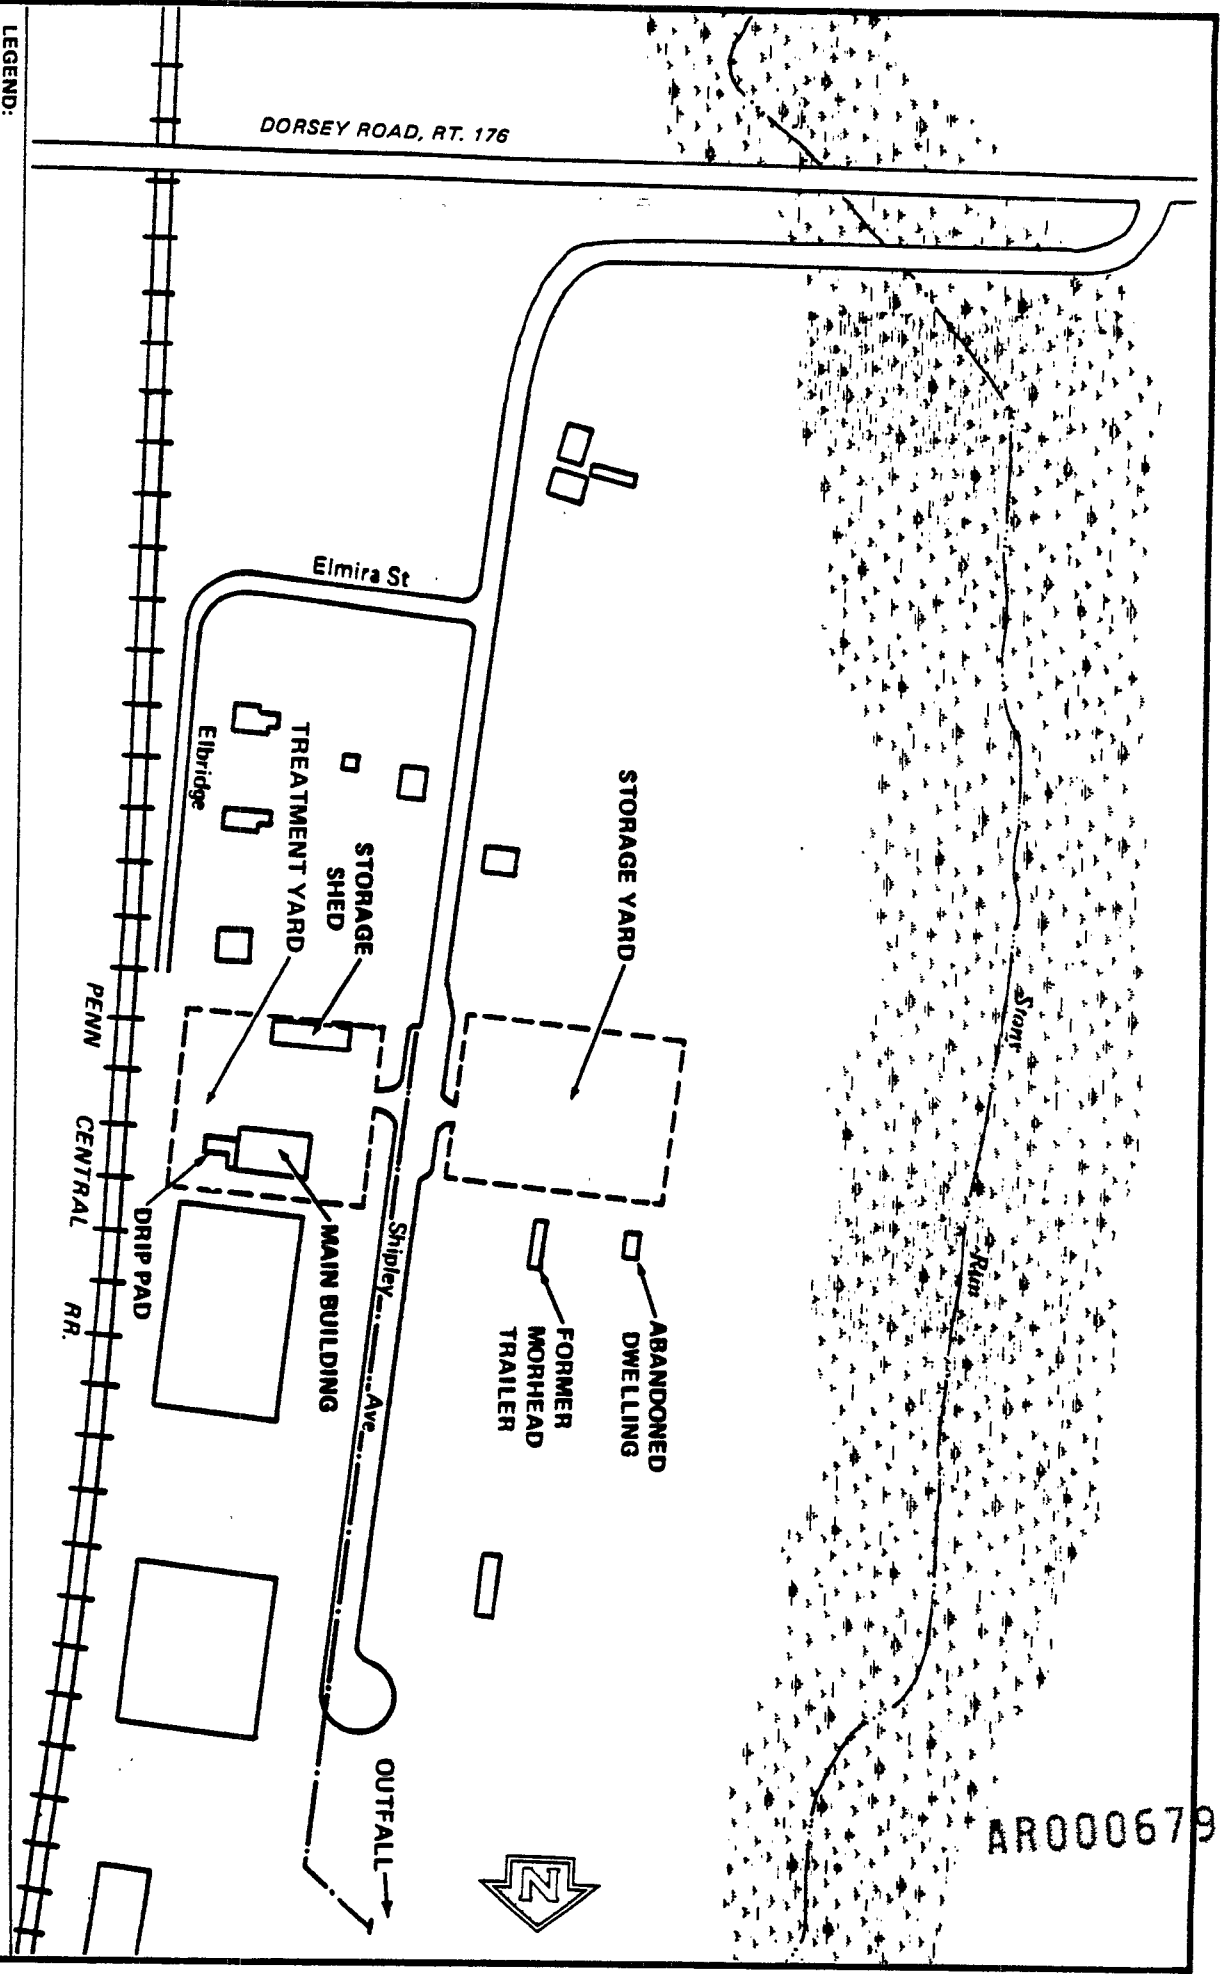 LEGEND:
DORSEY ROAD, RT. 176
Elmira St
Elbridge
TREATMENT YARD
STORAGE
SHED
STORAGE YARD
PENN CENTRAL RR.
DRIP PAD
MAIN BUILDING
Shipley Ave
FORMER
MORHEAD
TRAILER
ABANDONED
DWELLING
Stony Run
OUTFALL
N
AR000679